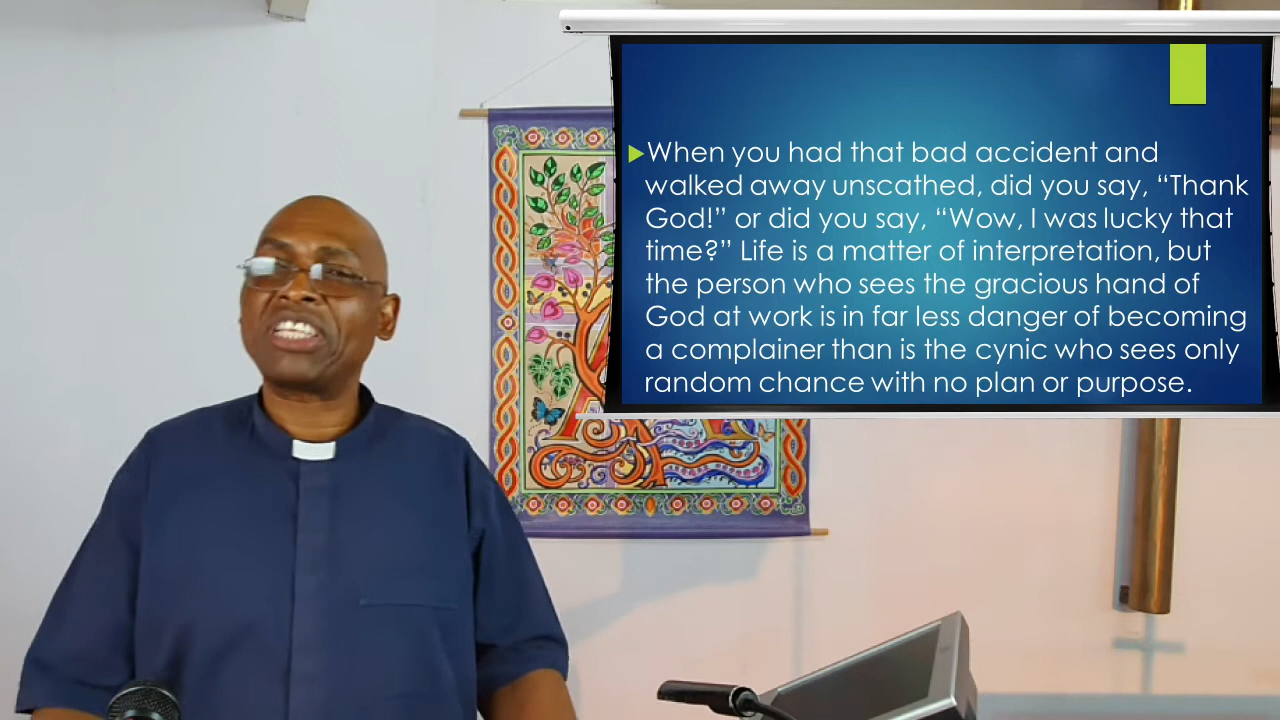 When you had that bad accident and
walked away unscathed, did you say, “Thank
God!” or did you say, “Wow, I was lucky that
time?” Life is a matter of interpretation, but
the person who sees the gracious hand of
God at work is in far less danger of becoming
a complainer than is the cynic who sees only
random chance with no plan or purpose.